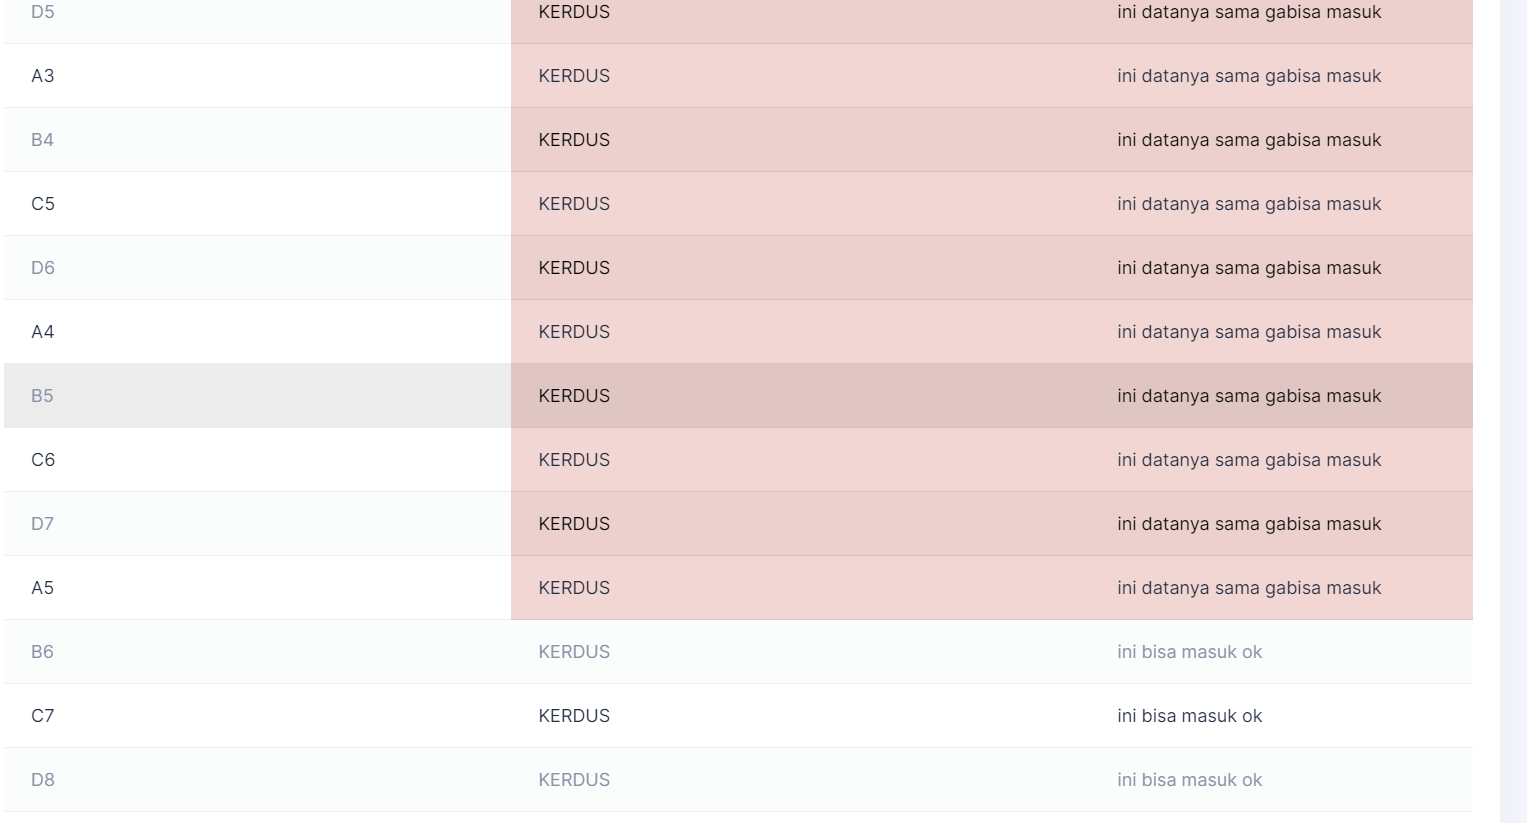 D5 KERDUS ini datanya sama gabisa masuk
A3 KERDUS ini datanya sama gabisa masuk
B4 KERDUS ini datanya sama gabisa masuk
C5 KERDUS ini datanya sama gabisa masuk
D6 KERDUS ini datanya sama gabisa masuk
A4 KERDUS ini datanya sama gabisa masuk
B5 KERDUS ini datanya sama gabisa masuk
C6 KERDUS ini datanya sama gabisa masuk
D7 KERDUS ini datanya sama gabisa masuk
A5 KERDUS ini datanya sama gabisa masuk
B6 KERDUS ini bisa masuk ok
C7 KERDUS ini bisa masuk ok
D8 KERDUS ini bisa masuk ok